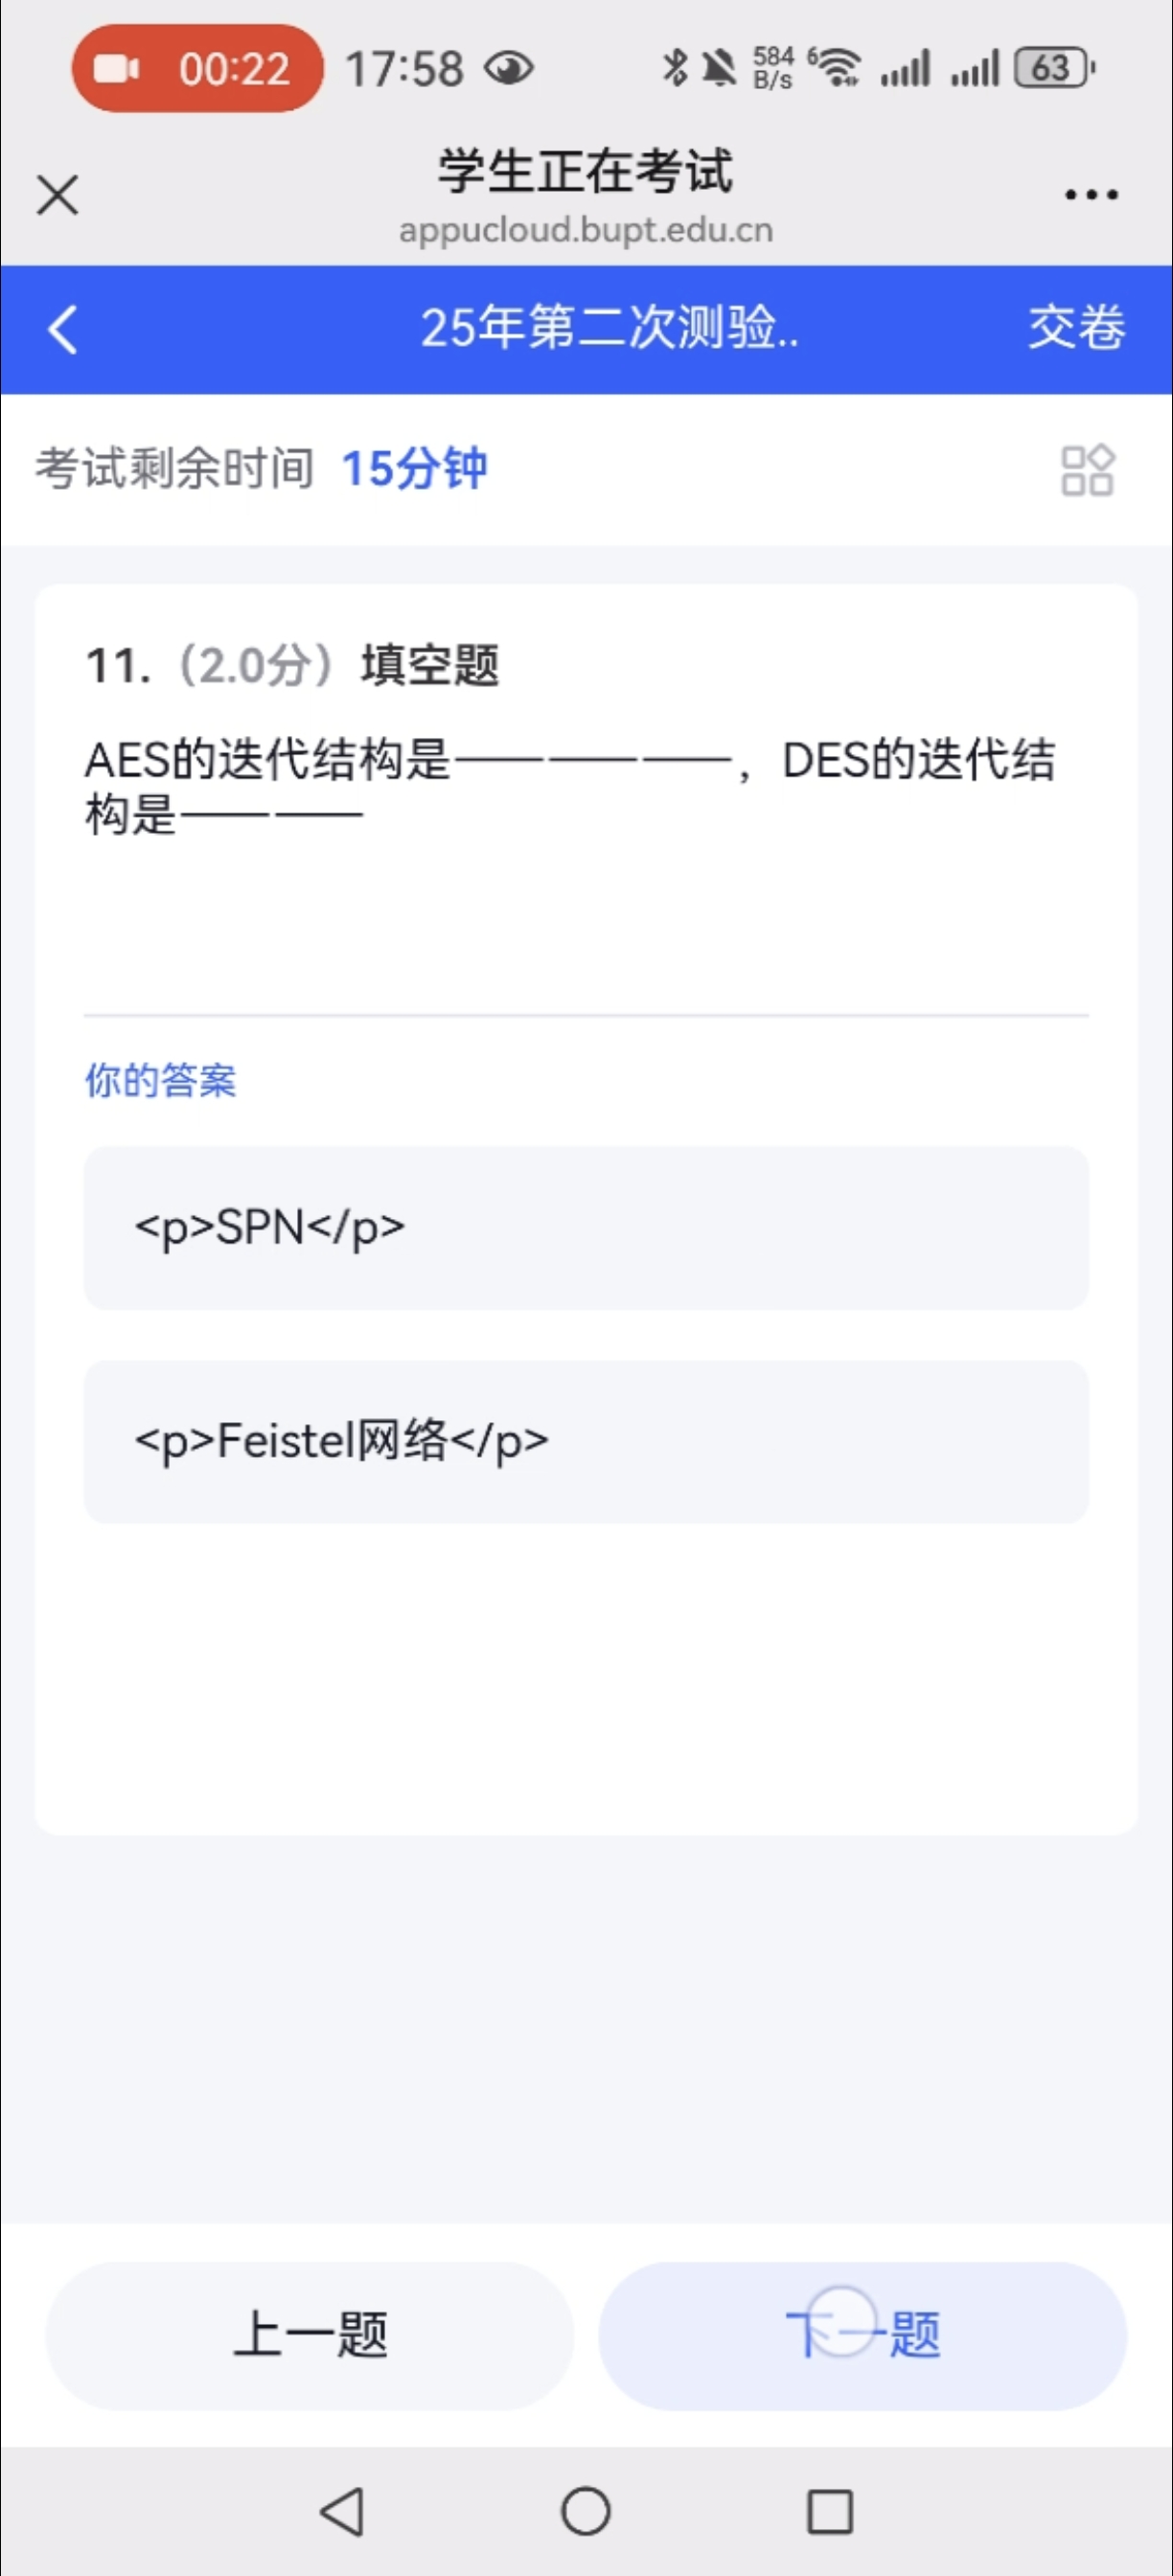 00:22 17:58 584 B/s 6 63
学生正在考试
appucloud.bupt.edu.cn
25年第二次测验..
交卷
考试剩余时间 15分钟
11.（2.0分）填空题
AES的迭代结构是——————，DES的迭代结
构是————
你的答案
<p>SPN</p>
<p>Feistel网络</p>
上一题
下一题